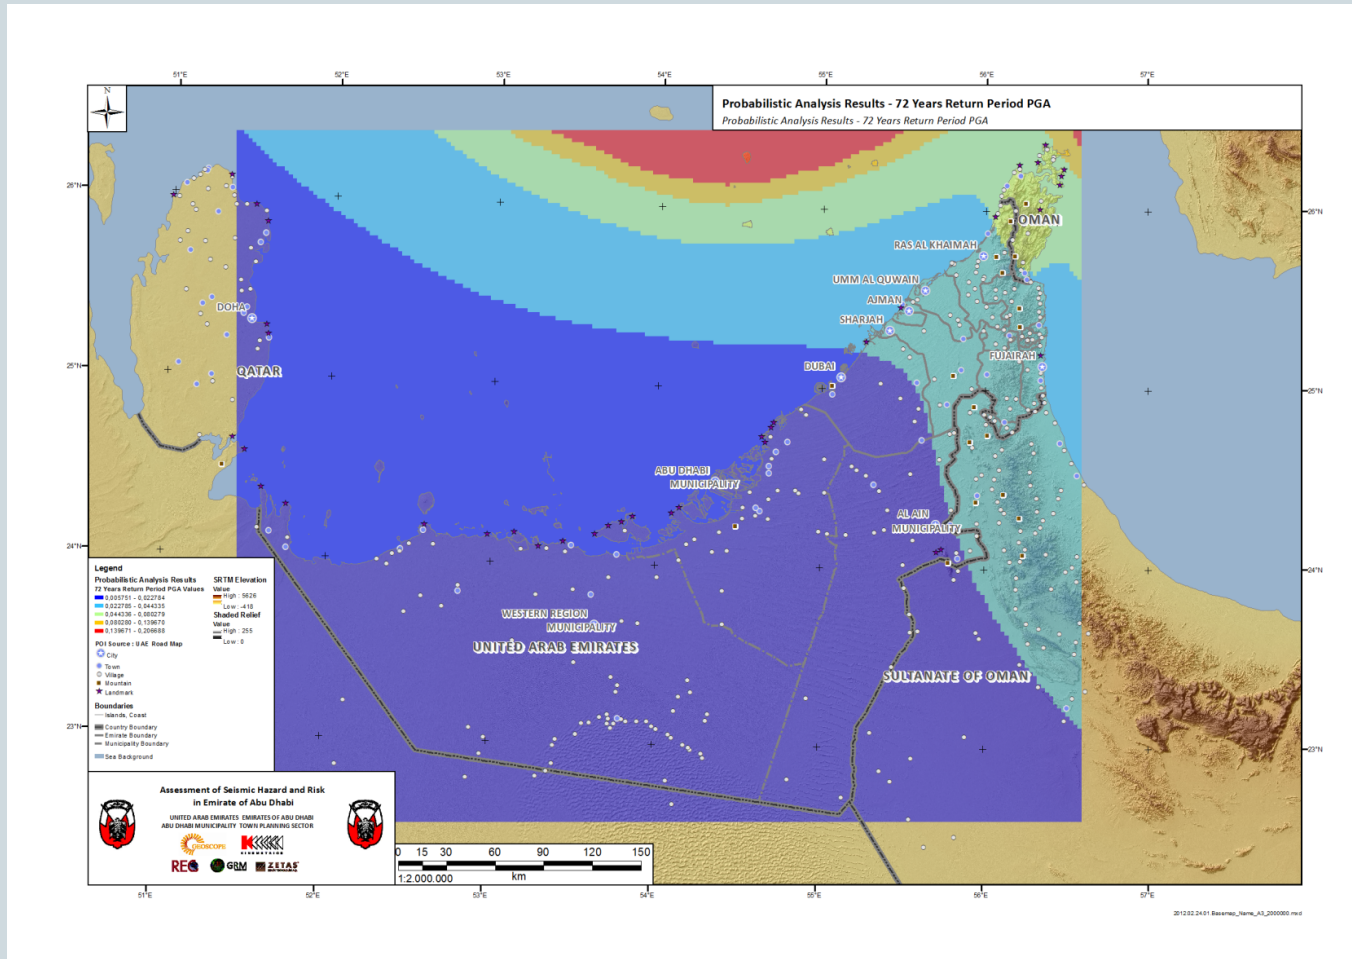 51°E 52°E 53°E 54°E 55°E 56°E 57°E
N
Probabilistic Analysis Results - 72 Years Return Period PGA
Probabilistic Analysis Results - 72 Years Return Period PGA
26°N
26°N
OMAN
RAS AL KHAIMAH
UMM AL QUWAIN
AJMAN
SHARJAH
DOHA
FUJAIRAH
25°N
DUBAI
QATAR
25°N
ABU DHABI
MUNICIPALITY
AL AIN
MUNICIPALITY
24°N
24°N
WESTERN REGION
MUNICIPALITY
UNITED ARAB EMIRATES
SULTANATE OF OMAN
23°N
23°N
Legend
Probabilistic Analysis Results
72 Years Return Period PGA Values
0,005751 - 0,022784
0,022785 - 0,044335
0,044336 - 0,080279
0,080280 - 0,139670
0,139671 - 0,206688
SRTM Elevation
Value
High : 5626
Low : -418
Shaded Relief
Value
High : 255
Low : 0
POI Source : UAE Road Map
City
Town
Village
Mountain
Landmark
Boundaries
Islands, Coast
Country Boundary
Emirate Boundary
Municipality Boundary
Sea Background
Assessment of Seismic Hazard and Risk
in Emirate of Abu Dhabi
UNITED ARAB EMIRATES EMIRATES OF ABU DHABI
ABU DHABI MUNICIPALITY TOWN PLANNING SECTOR
GEOSCOPE
GRM ZETAS
0 15 30 60 90 120 150
km
1:2.000.000
51°E 52°E 53°E 54°E 55°E 56°E 57°E
2012.02.24.01.Basemap_Name_A3_2000000.mxd